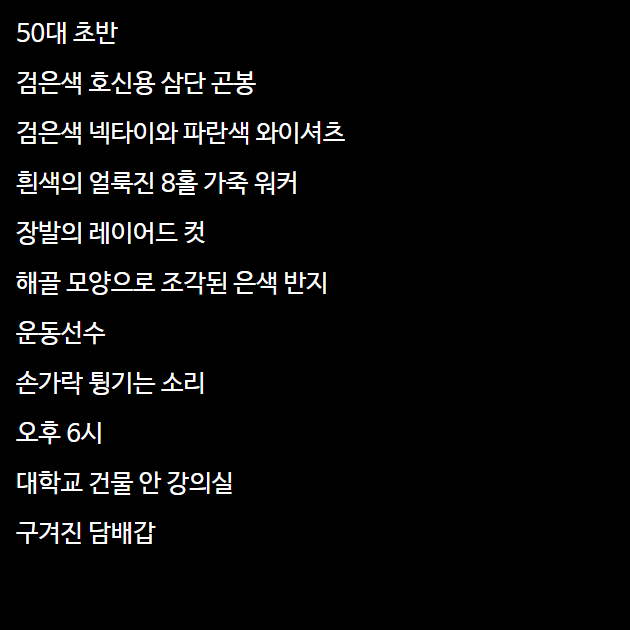 50대 초반
검은색 호신용 삼단 곤봉
검은색 넥타이와 파란색 와이셔츠
흰색의 얼룩진 8홀 가죽 워커
장발의 레이어드 컷
해골 모양으로 조각된 은색 반지
운동선수
손가락 튕기는 소리
오후 6시
대학교 건물 안 강의실
구겨진 담배갑